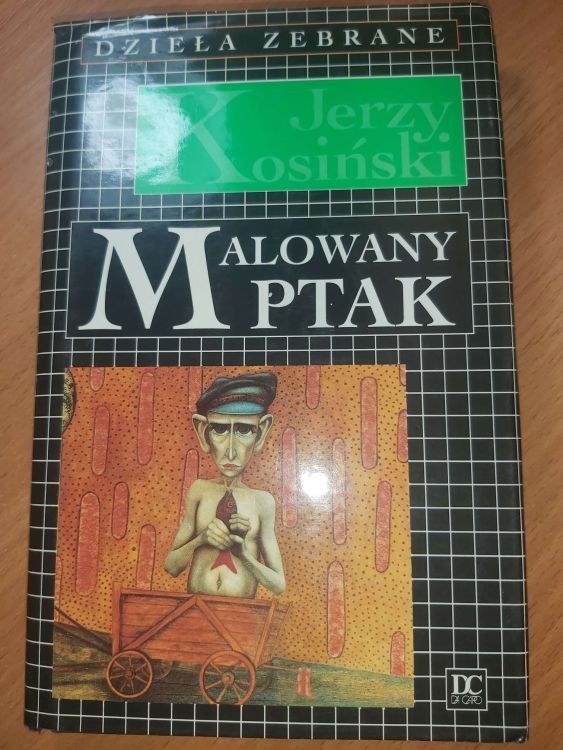 DZIEŁA ZEBRANE
Jerzy
Kosiński
MALOWANY
PTAK
DC
DA CAPO